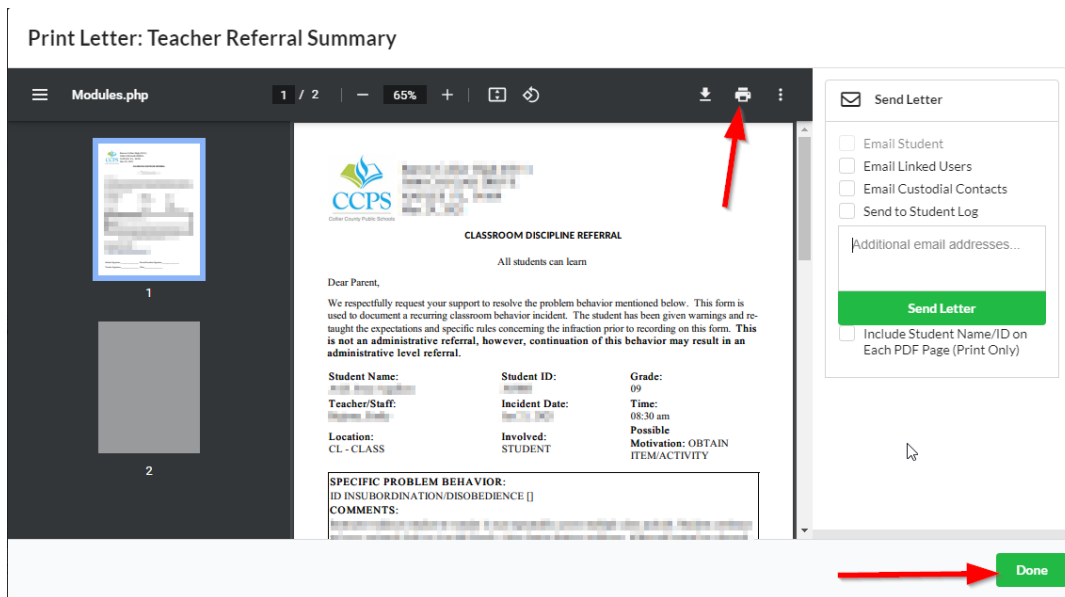 Print Letter: Teacher Referral Summary
Modules.php
1 / 2
65%
1
2
CCPS
Collier County Public Schools
CLASSROOM DISCIPLINE REFERRAL
All students can learn
Dear Parent,
We respectfully request your support to resolve the problem behavior mentioned below. This form is
used to document a recurring classroom behavior incident. The student has been given warnings and re-
taught the expectations and specific rules concerning the infraction prior to recording on this form. This
is not an administrative referral, however, continuation of this behavior may result in an
administrative level referral.
Student Name: Student ID: Grade:
09
Teacher/Staff: Incident Date: Time:
08:30 am
Location: Involved: Possible
CL - CLASS STUDENT Motivation: OBTAIN
ITEM/ACTIVITY
SPECIFIC PROBLEM BEHAVIOR:
ID INSUBORDINATION/DISOBEDIENCE []
COMMENTS:
Send Letter
Email Student
Email Linked Users
Email Custodial Contacts
Send to Student Log
Additional email addresses...
Send Letter
Include Student Name/ID on
Each PDF Page (Print Only)
Done